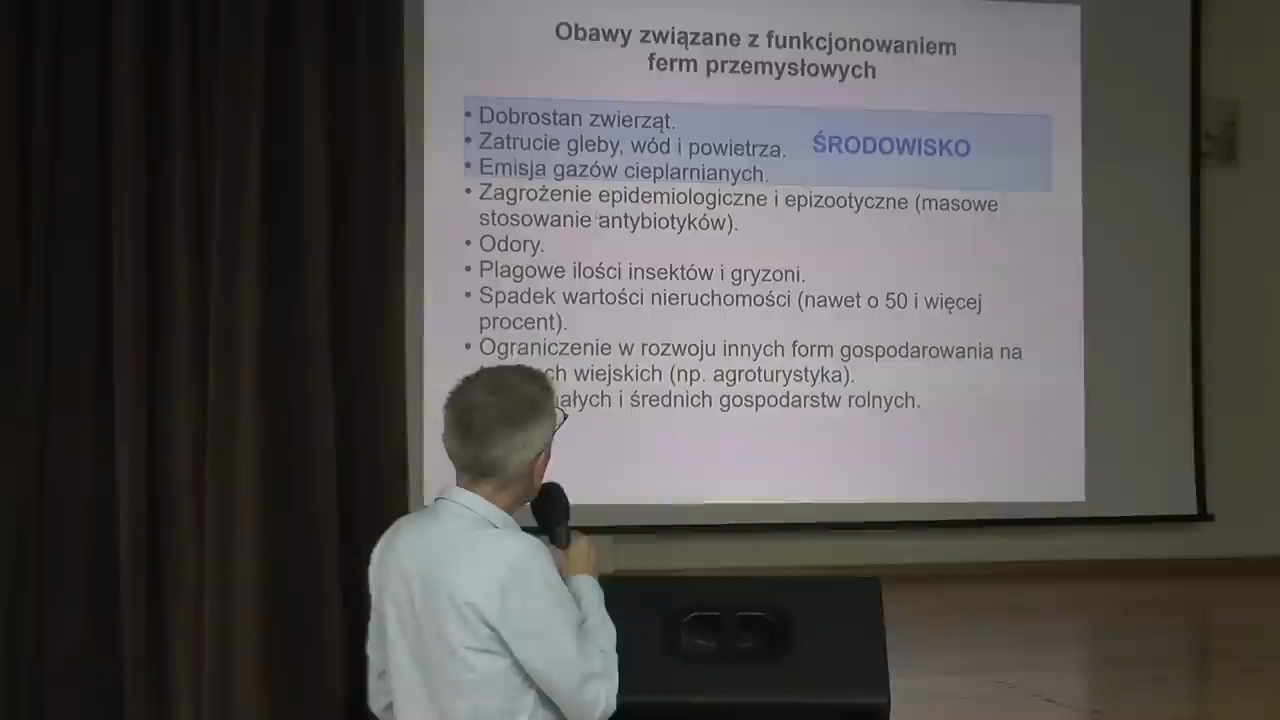 Obawy związane z funkcjonowaniem
ferm przemysłowych
• Dobrostan zwierząt.
• Zatrucie gleby, wód i powietrza.
ŚRODOWISKO
• Emisja gazów cieplarnianych.
• Zagrożenie epidemiologiczne i epizootyczne (masowe
stosowanie antybiotyków).
• Odory.
• Plagowe ilości insektów i gryzoni.
• Spadek wartości nieruchomości (nawet o 50 i więcej
procent).
• Ograniczenie w rozwoju innych form gospodarowania na
wiejskich (np. agroturystyka).
i średnich gospodarstw rolnych.